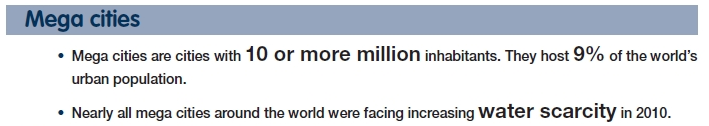 Mega cities
• Mega cities are cities with 10 or more million inhabitants. They host 9% of the world's
urban population.
• Nearly all mega cities around the world were facing increasing water scarcity in 2010.